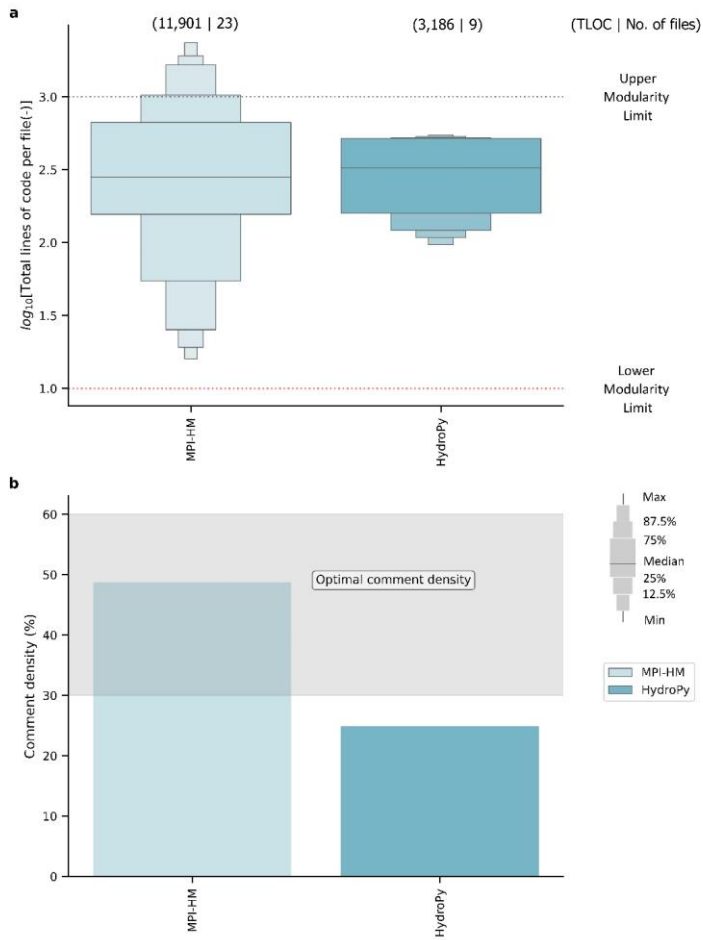 a
(11,901 | 23)
(3,186 | 9)
(TLOC | No. of files)
Upper
Modularity
Limit
3.0
2.5
2.0
1.5
1.0
log10[Total lines of code per file(-)]
Lower
Modularity
Limit
MPI-HM
HydroPy
b
60
50
40
30
20
10
0
Comment density (%)
Optimal comment density
MPI-HM
HydroPy
Max
87.5%
75%
Median
25%
12.5%
Min
MPI-HM
HydroPy